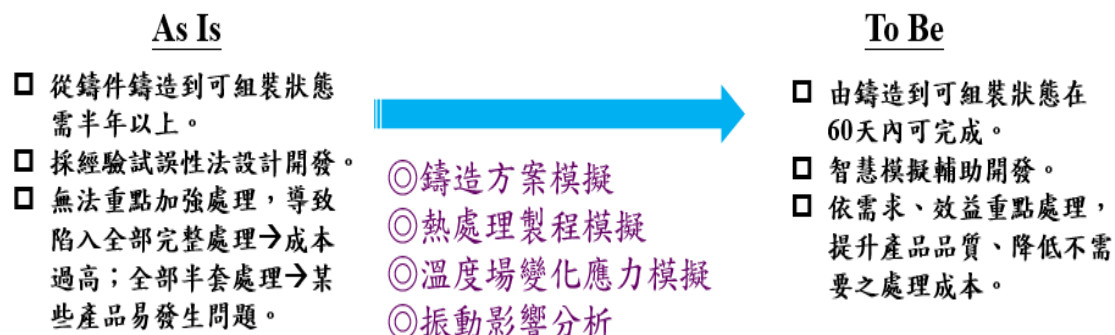 As Is
□ 從鑄件鑄造到可組裝狀態
需半年以上。
□ 採經驗試誤性法設計開發。
□ 無法重點加強處理，導致
陷入全部完整處理→成本
過高；全部半套處理→某
些產品易發生問題。
◎鑄造方案模擬
◎熱處理製程模擬
◎溫度場變化應力模擬
◎振動影響分析
To Be
□ 由鑄造到可組裝狀態在
60天內可完成。
□ 智慧模擬輔助開發。
□ 依需求、效益重點處理，
提升產品品質、降低不需
要之處理成本。